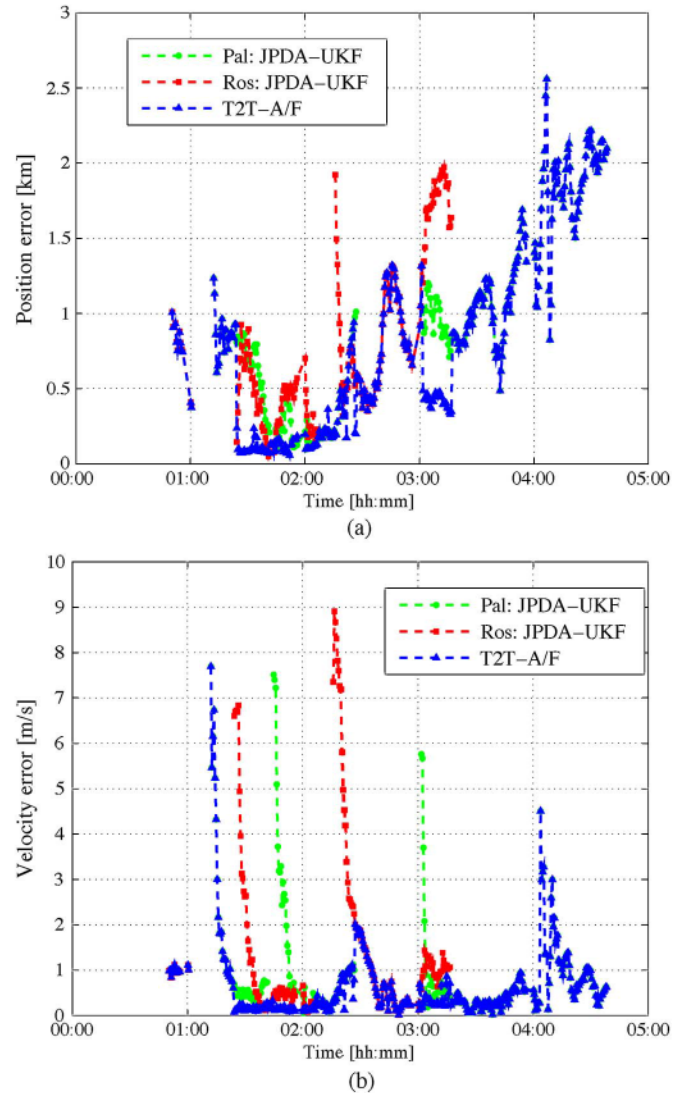 3
2.5
2
1.5
1
0.5
0
Position error [km]
Pal: JPDA−UKF
Ros: JPDA−UKF
T2T−A/F
00:00 01:00 02:00 03:00 04:00 05:00
Time [hh:mm]
(a)
10
9
8
7
6
5
4
3
2
1
0
Velocity error [m/s]
Pal: JPDA−UKF
Ros: JPDA−UKF
T2T−A/F
00:00 01:00 02:00 03:00 04:00 05:00
Time [hh:mm]
(b)